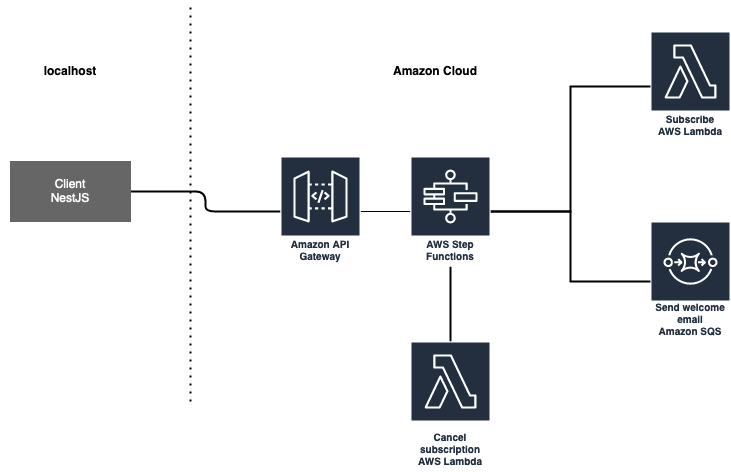 localhost
Amazon Cloud
Subscribe
AWS Lambda
Client
NestJS
</>
Amazon API
Gateway
AWS Step
Functions
Send welcome
email
Amazon SQS
Cancel
subscription
AWS Lambda